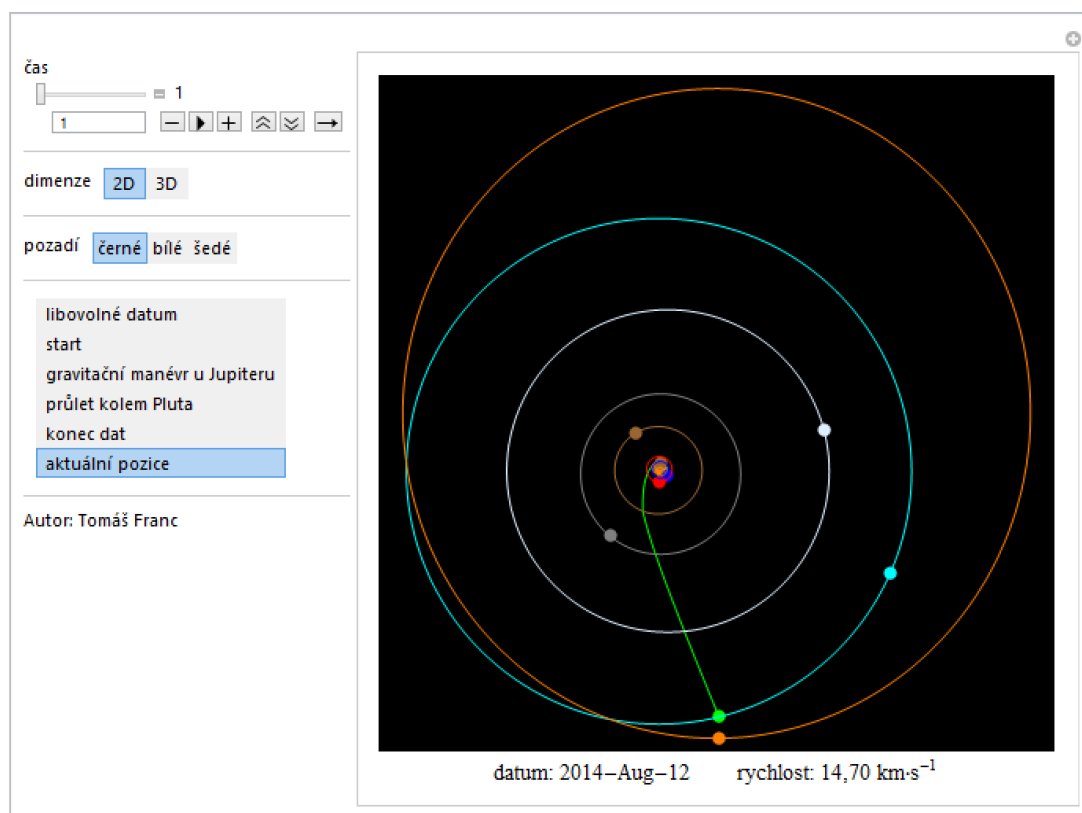 čas
1
1
dimenze 2D 3D
pozadí černé bílé šedé
libovolné datum
start
gravitační manévr u Jupiteru
průlet kolem Pluta
konec dat
aktuální pozice
Autor: Tomáš Franc
datum: 2014–Aug–12 rychlost: 14,70 km·s⁻¹